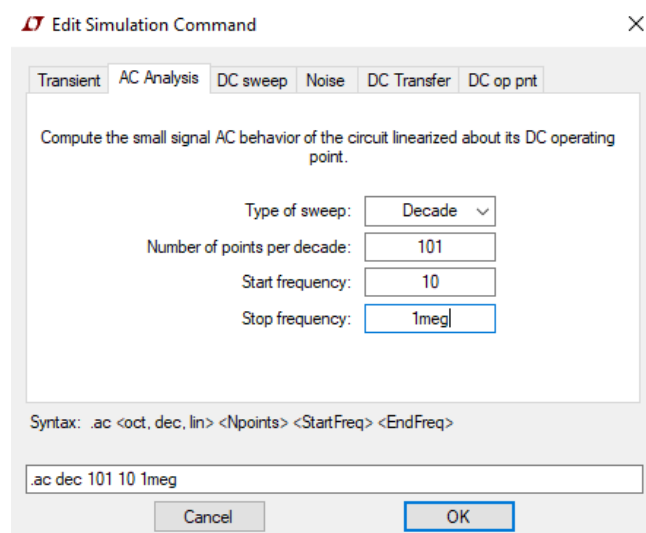 Edit Simulation Command
Transient AC Analysis DC sweep Noise DC Transfer DC op pnt
Compute the small signal AC behavior of the circuit linearized about its DC operating
point.
Type of sweep: Decade
Number of points per decade: 101
Start frequency: 10
Stop frequency: 1meg
Syntax: .ac <oct, dec, lin> <Npoints> <StartFreq> <EndFreq>
.ac dec 101 10 1meg
Cancel OK